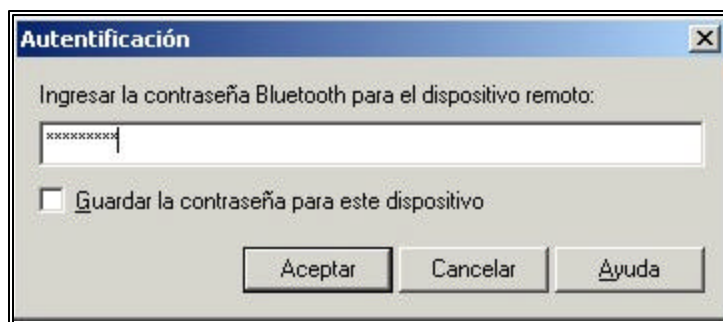 Autentificación
Ingresar la contraseña Bluetooth para el dispositivo remoto:
*********
Guardar la contraseña para este dispositivo
Aceptar Cancelar Ayuda